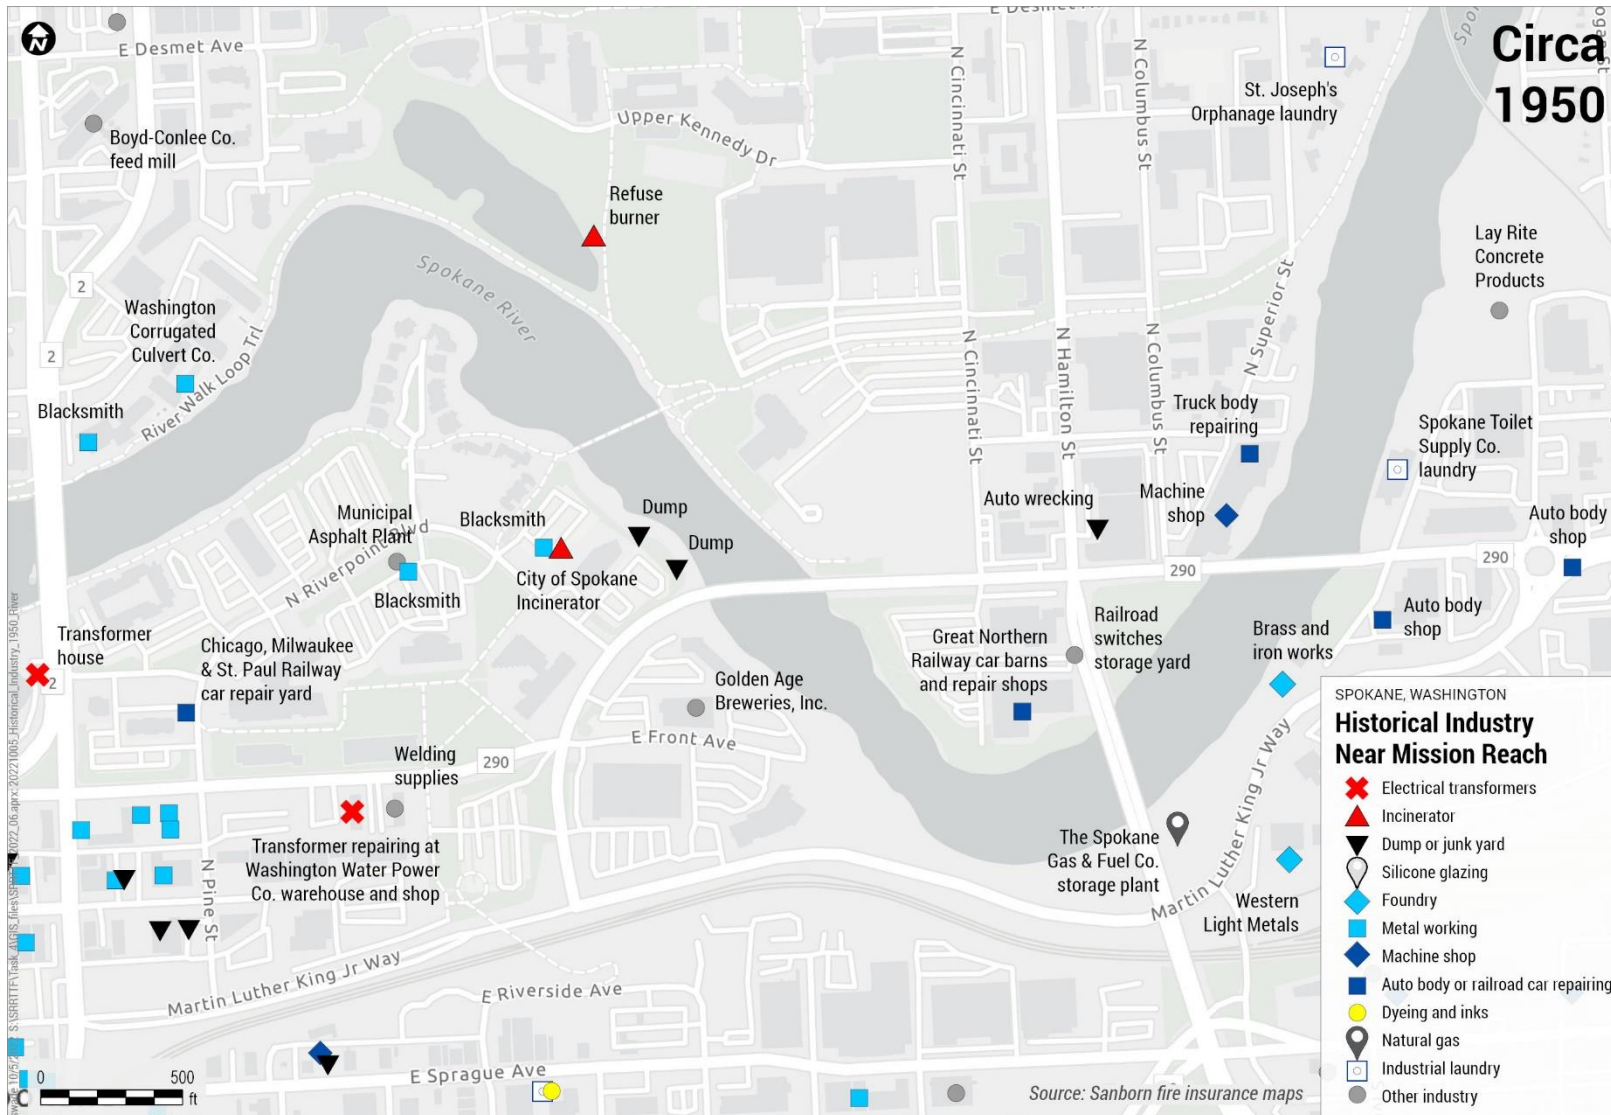 Circa
1950
N
E Desmet Ave
E Desmet Ave
Boyd-Conlee Co.
feed mill
Upper Kennedy Dr
N Cincinnati St
N Columbus St
St. Joseph's
Orphanage laundry
Refuse
burner
Spokane River
Lay Rite
Concrete
Products
2
2
Washington
Corrugated
Culvert Co.
River Walk Loop Trl
Blacksmith
N Cincinnati St
N Hamilton St
N Columbus St
N Superior St
Truck body
repairing
Spokane Toilet
Supply Co.
laundry
Municipal
Asphalt Plant
N Riverpoint Blvd
Blacksmith
Blacksmith
City of Spokane
Incinerator
Dump
Dump
Auto wrecking
Machine
shop
Auto body
shop
290
290
Transformer
house
2
Chicago, Milwaukee
& St. Paul Railway
car repair yard
Great Northern
Railway car barns
and repair shops
Railroad
switches
storage yard
Brass and
iron works
Auto body
shop
Golden Age
Breweries, Inc.
E Front Ave
Welding
supplies
290
Transformer repairing at
Washington Water Power
Co. warehouse and shop
N Pine St
The Spokane
Gas & Fuel Co.
storage plant
Martin Luther King Jr Way
Western
Light Metals
Martin Luther King Jr Way
E Riverside Ave
E Sprague Ave
0 500
ft
Source: Sanborn fire insurance maps
SPOKANE, WASHINGTON
Historical Industry
Near Mission Reach
Electrical transformers
Incinerator
Dump or junk yard
Silicone glazing
Foundry
Metal working
Machine shop
Auto body or railroad car repairing
Dyeing and inks
Natural gas
Industrial laundry
Other industry